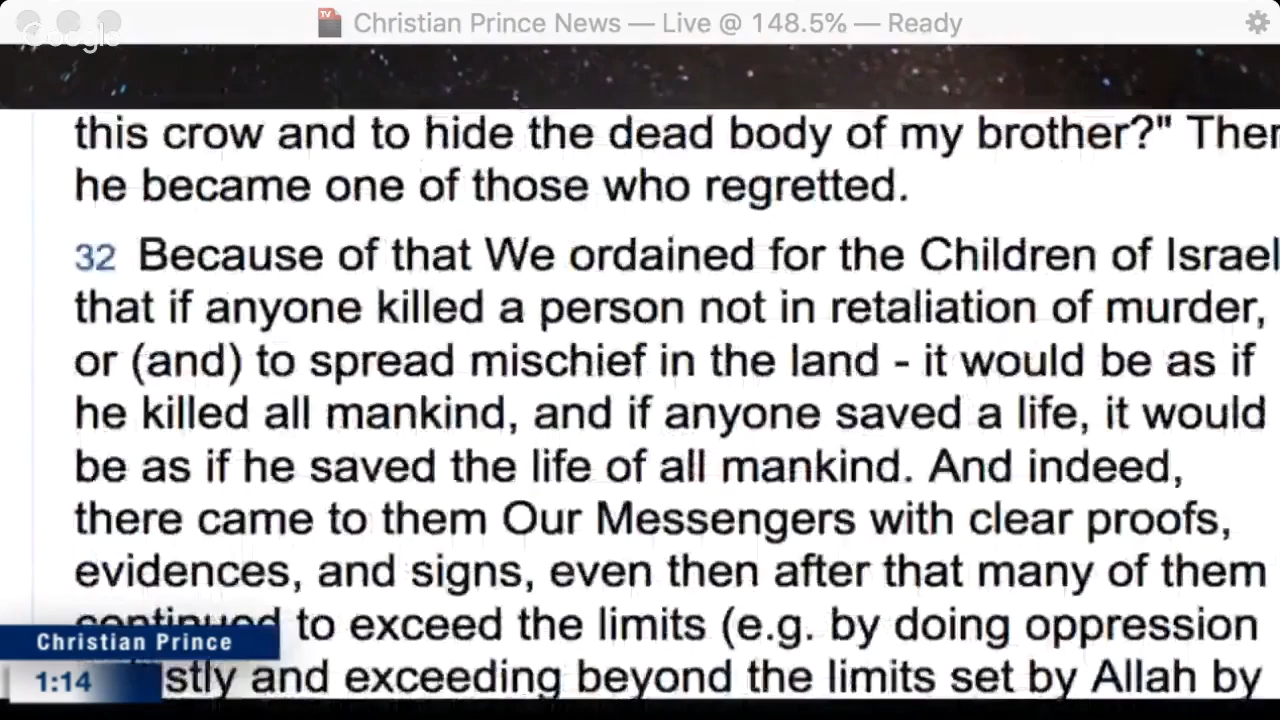 Christian Prince News — Live @ 148.5% — Ready
Google
this crow and to hide the dead body of my brother?" Then
he became one of those who regretted.
32 Because of that We ordained for the Children of Israel
that if anyone killed a person not in retaliation of murder,
or (and) to spread mischief in the land - it would be as if
he killed all mankind, and if anyone saved a life, it would
be as if he saved the life of all mankind. And indeed,
there came to them Our Messengers with clear proofs,
evidences, and signs, even then after that many of them
continued to exceed the limits (e.g. by doing oppression
stly and exceeding beyond the limits set by Allah by
Christian Prince
1:14